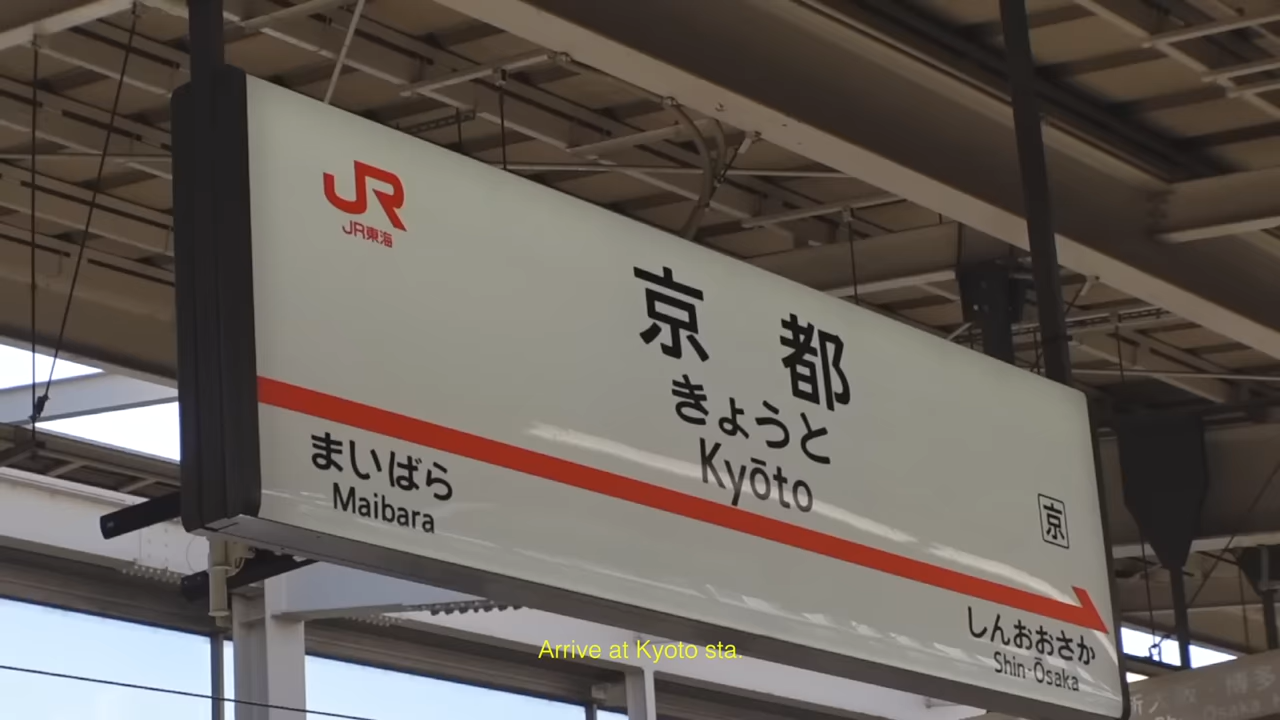 JR
JR東海
京都
きょうと
Kyōto
京
まいばら
Maibara
しんおおさか
Shin-Ōsaka
Arrive at Kyoto sta.